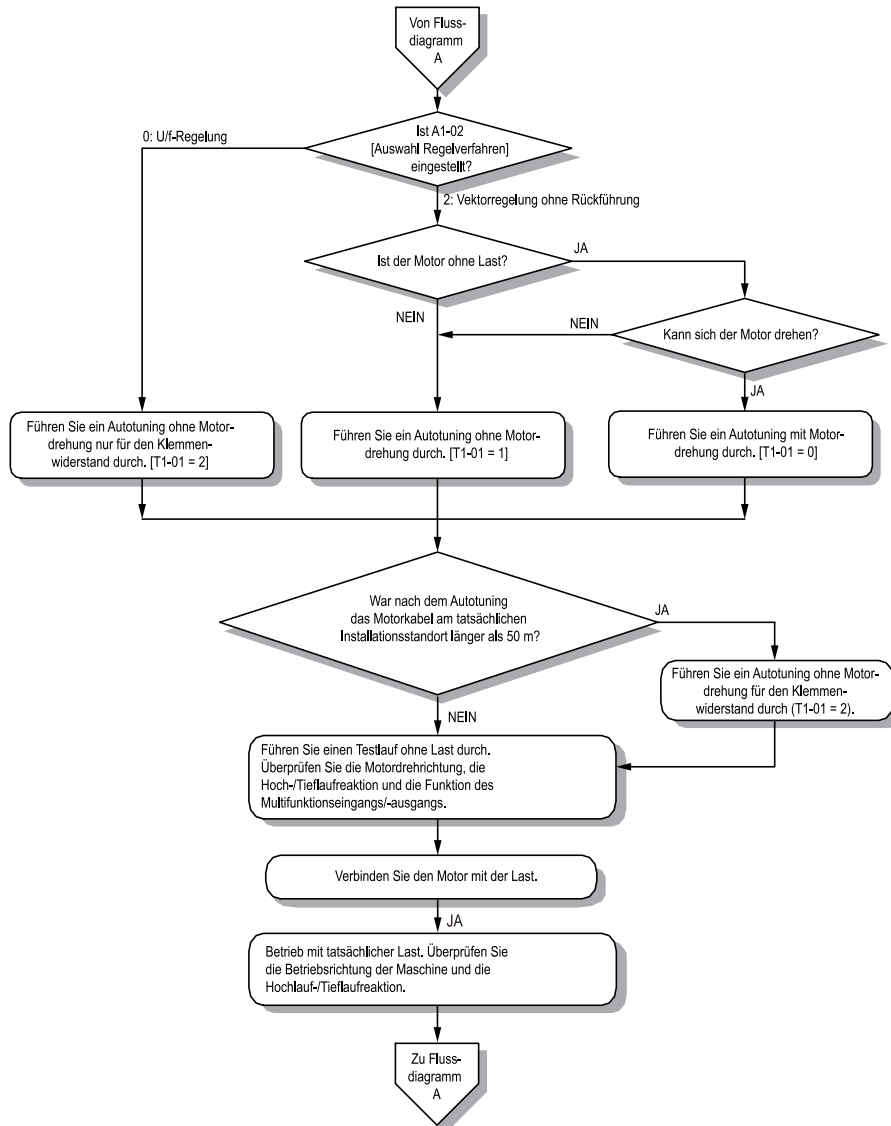 Von Fluss-
diagramm
A
Ist A1-02
[Auswahl Regelverfahren]
eingestellt?
0: U/f-Regelung
2: Vektorregelung ohne Rückführung
Ist der Motor ohne Last?
JA
NEIN
NEIN
Kann sich der Motor drehen?
JA
Führen Sie ein Autotuning ohne Motor-
drehung nur für den Klemmen-
widerstand durch. [T1-01 = 2]
Führen Sie ein Autotuning ohne Motor-
drehung durch. [T1-01 = 1]
Führen Sie ein Autotuning mit Motor-
drehung durch. [T1-01 = 0]
War nach dem Autotuning
das Motorkabel am tatsächlichen
Installationsstandort länger als 50 m?
JA
Führen Sie ein Autotuning ohne Motor-
drehung für den Klemmen-
widerstand durch (T1-01 = 2).
NEIN
Führen Sie einen Testlauf ohne Last durch.
Überprüfen Sie die Motordrehrichtung, die
Hoch-/Tieflaufreaktion und die Funktion des
Multifunktionseingangs/-ausgangs.
Verbinden Sie den Motor mit der Last.
JA
Betrieb mit tatsächlicher Last. Überprüfen Sie
die Betriebsrichtung der Maschine und die
Hochlauf-/Tieflaufreaktion.
Zu Fluss-
diagramm
A